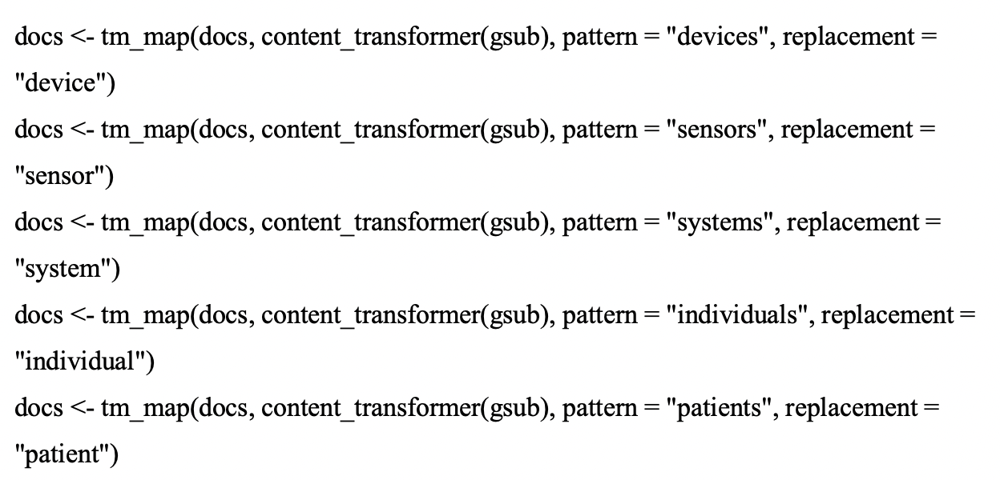 docs <- tm_map(docs, content_transformer(gsub), pattern = "devices", replacement =
"device")
docs <- tm_map(docs, content_transformer(gsub), pattern = "sensors", replacement =
"sensor")
docs <- tm_map(docs, content_transformer(gsub), pattern = "systems", replacement =
"system")
docs <- tm_map(docs, content_transformer(gsub), pattern = "individuals", replacement =
"individual")
docs <- tm_map(docs, content_transformer(gsub), pattern = "patients", replacement =
"patient")